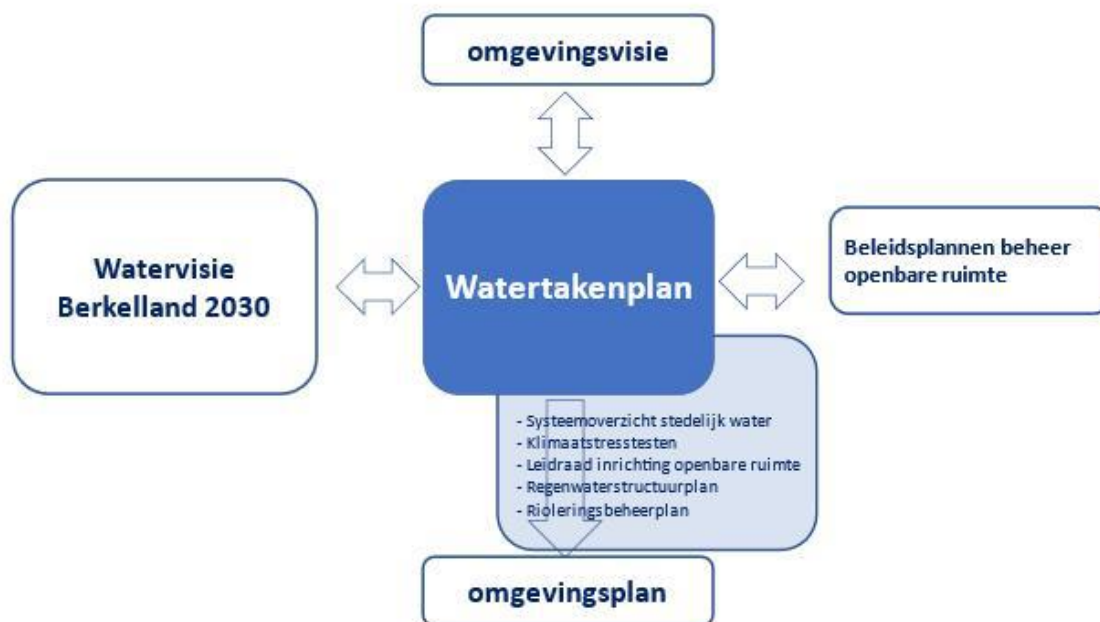 omgevingsvisie
Watervisie
Berkelland 2030
Watertakenplan
Beleidsplannen beheer
openbare ruimte
- Systeemoverzicht stedelijk water
- Klimaatstresstesten
- Leidraad inrichting openbare ruimte
- Regenwaterstructuurplan
- Rioleringsbeheerplan
omgevingsplan